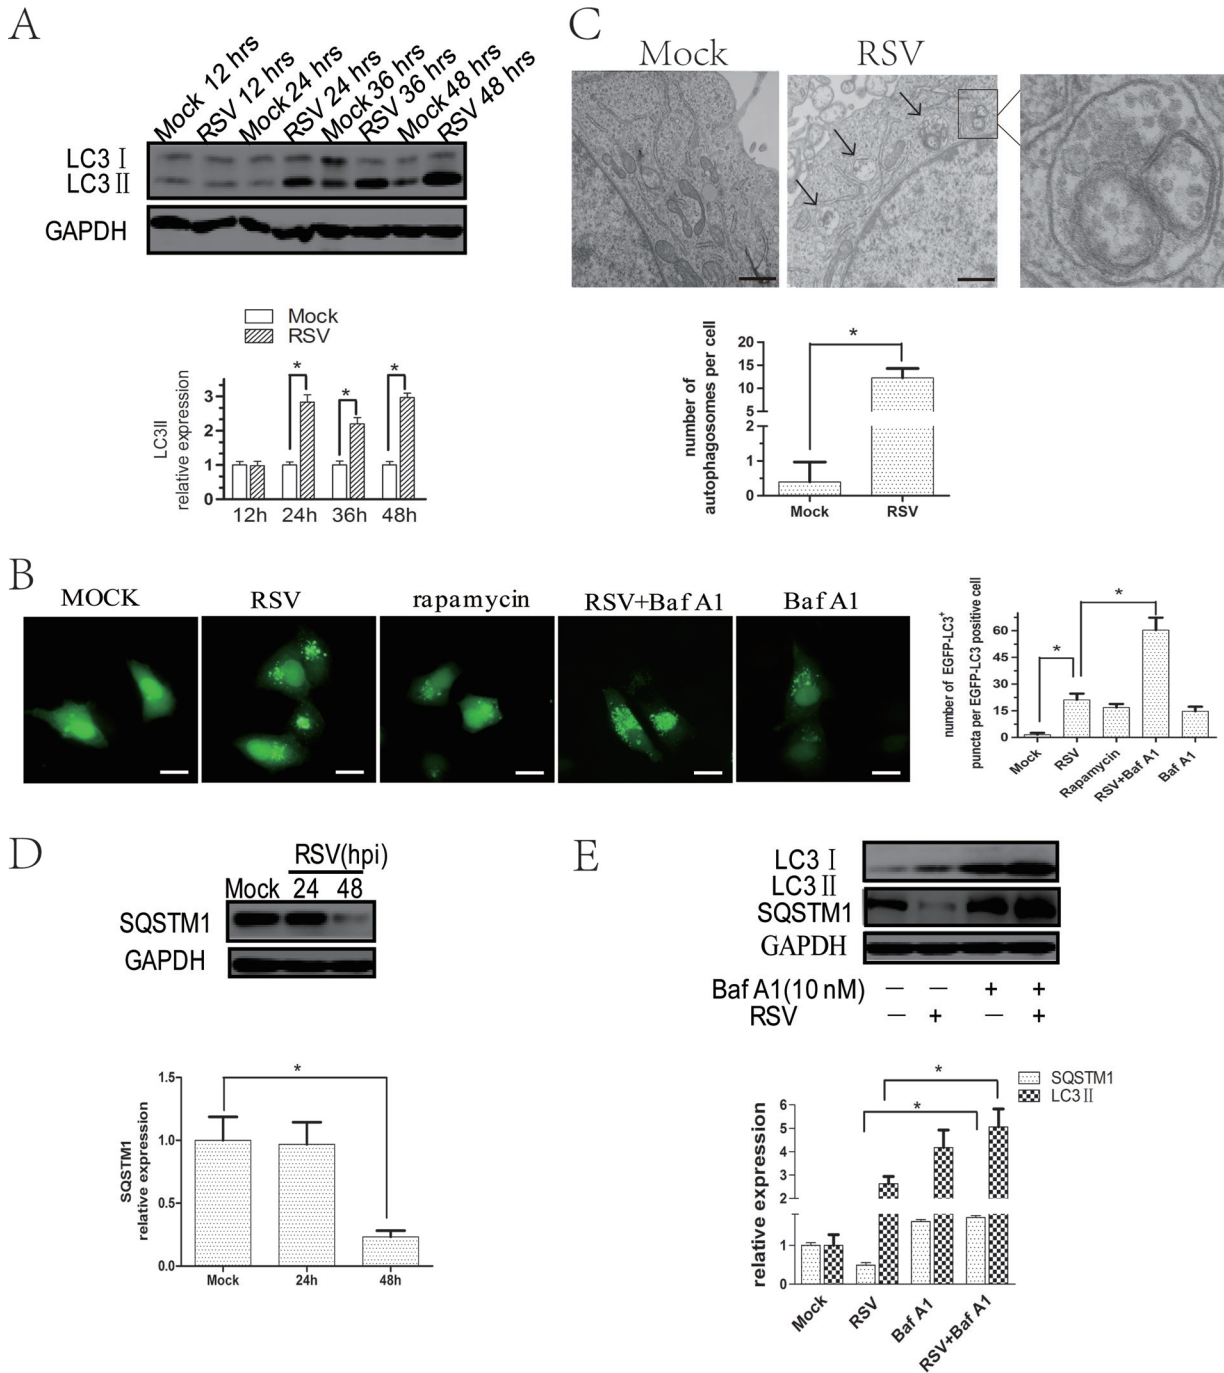 A
Mock 12 hrs
RSV 12 hrs
Mock 24 hrs
RSV 24 hrs
Mock 36 hrs
RSV 36 hrs
Mock 48 hrs
RSV 48 hrs
LC3 Ⅰ
LC3 Ⅱ
GAPDH
Mock
RSV
LC3II
relative expression
3
2
1
0
12h
24h
36h
48h
*
*
*
C
Mock
RSV
number of
autophagosomes per cell
20
15
10
5
2
1
0
*
Mock
RSV
B
MOCK
RSV
rapamycin
RSV+Baf A1
Baf A1
number of EGFP-LC3+
puncta per EGFP-LC3 positive cell
60
45
30
15
0
*
*
Mock
RSV
Rapamycin
RSV+Baf A1
Baf A1
D
RSV(hpi)
Mock 24 48
SQSTM1
GAPDH
SQSTM1
relative expression
1.5
1.0
0.5
0.0
*
Mock
24h
48h
E
LC3 Ⅰ
LC3 Ⅱ
SQSTM1
GAPDH
Baf A1(10 nM) — — + +
RSV — + — +
SQSTM1
LC3 Ⅱ
relative expression
6
5
4
3
2
1
0
*
*
Mock
RSV
Baf A1
RSV+Baf A1